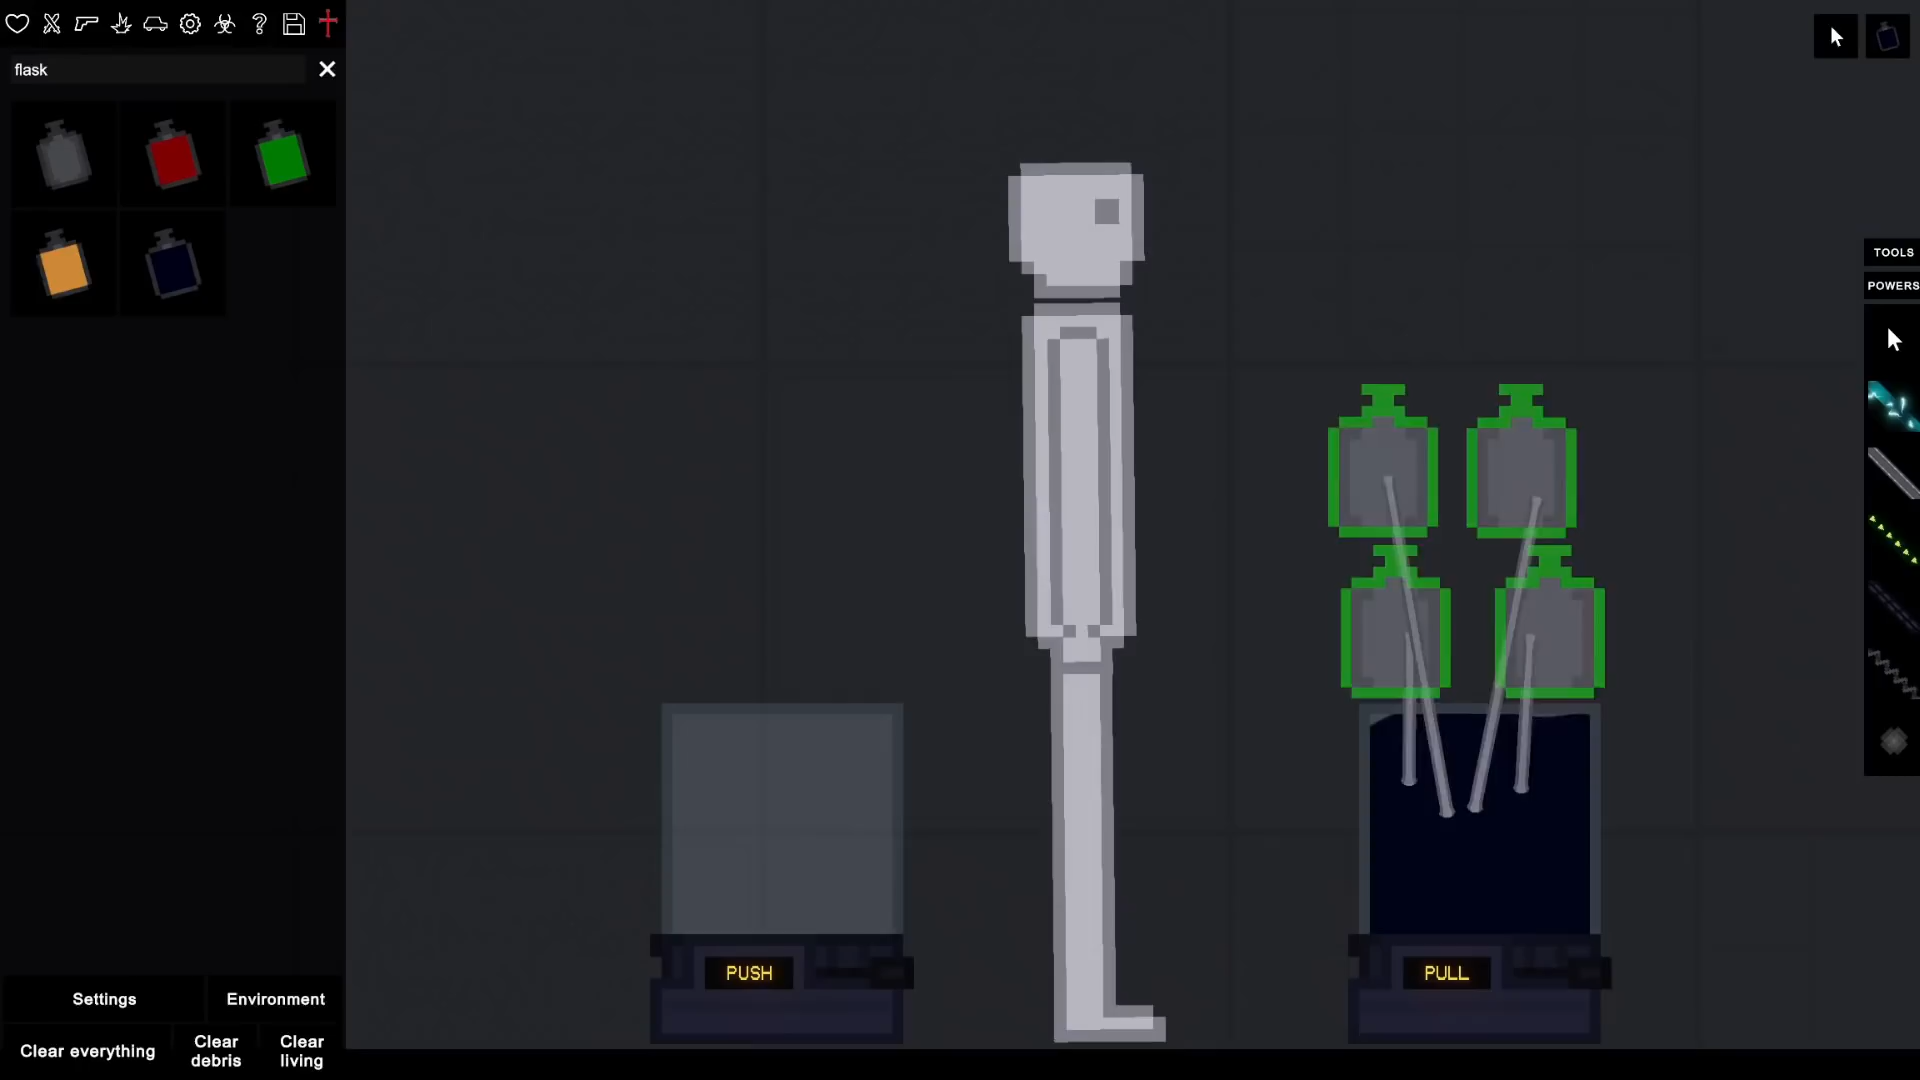 flask
TOOLS
POWERS
PUSH
PULL
Settings
Environment
Clear everything
Clear
debris
Clear
living